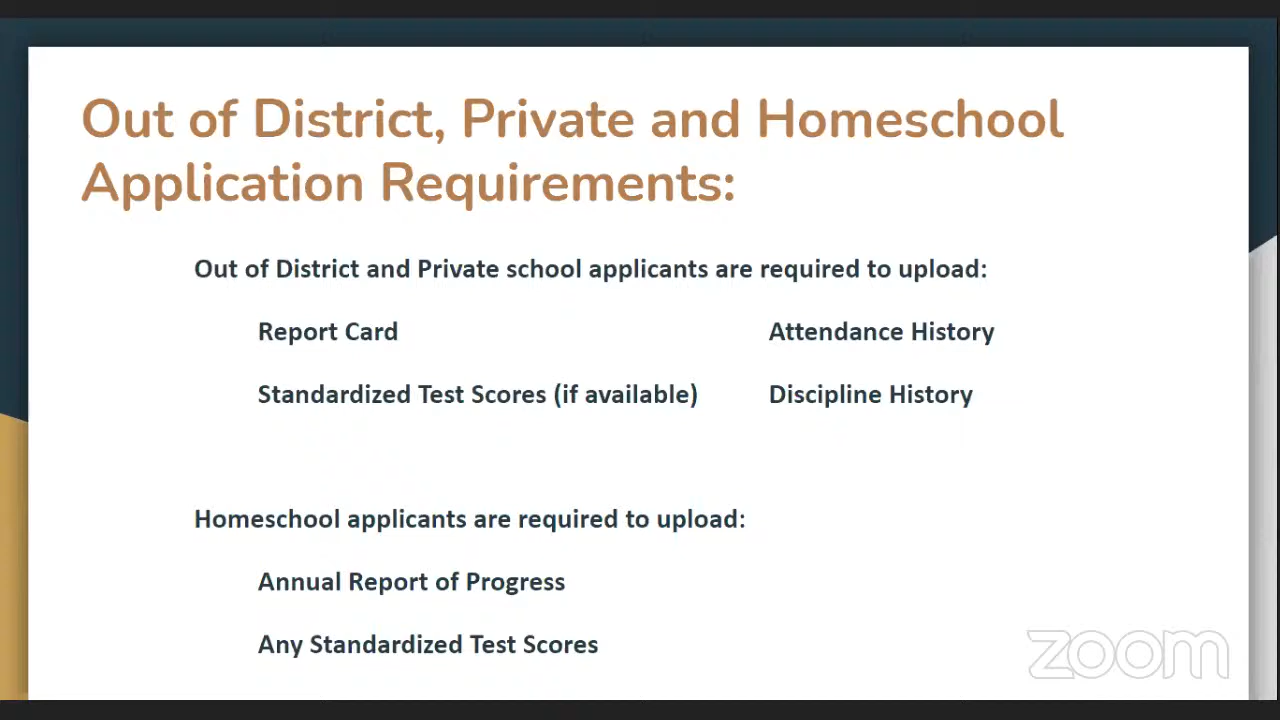 Out of District, Private and Homeschool
Application Requirements:
Out of District and Private school applicants are required to upload:
Report Card
Attendance History
Standardized Test Scores (if available)
Discipline History
Homeschool applicants are required to upload:
Annual Report of Progress
Any Standardized Test Scores
zoom